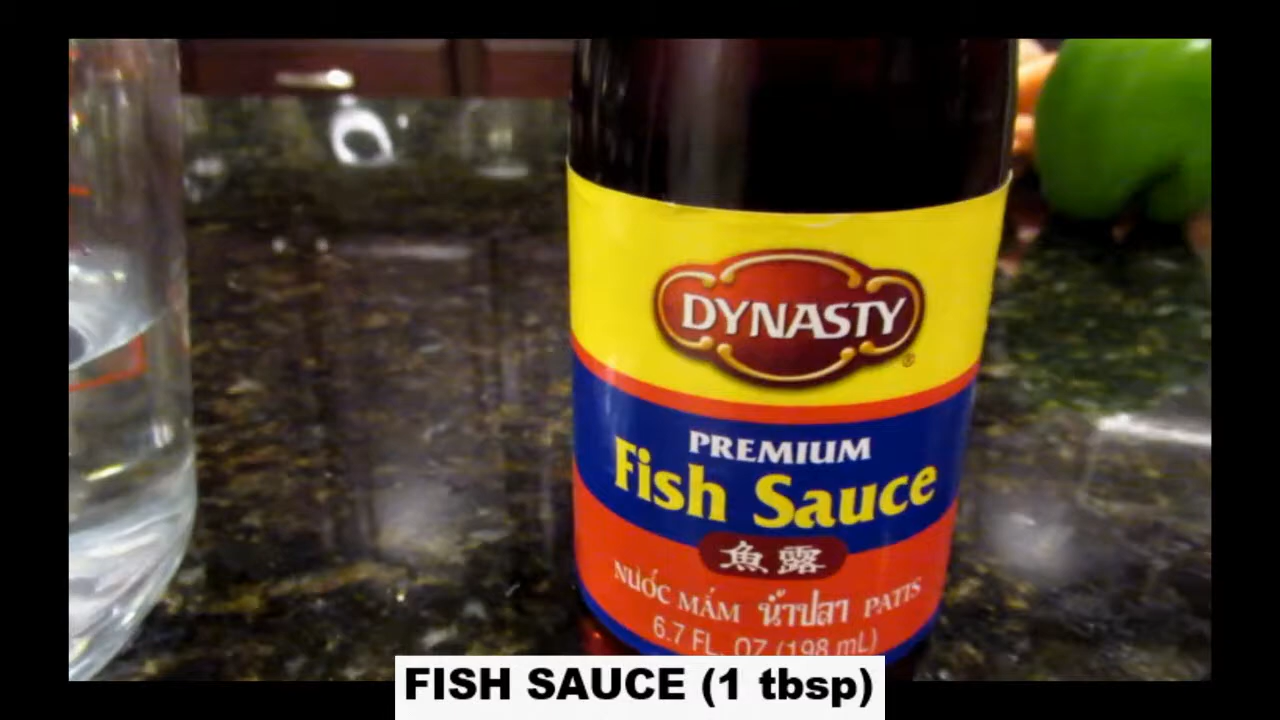 DYNASTY
®
PREMIUM
Fish Sauce
魚露
NƯỚC MẮM น้ำปลา PATIS
6.7 FL. OZ (198 mL)
FISH SAUCE (1 tbsp)